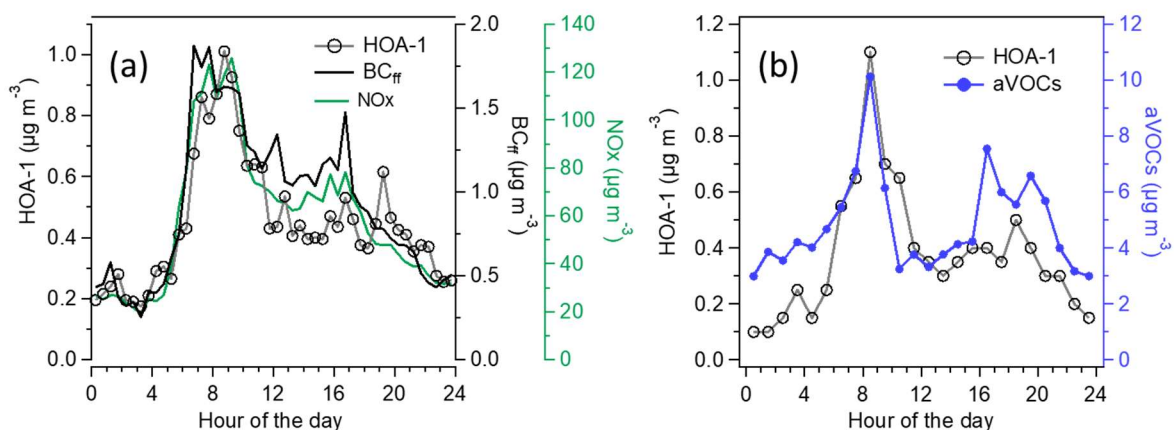 (a)
HOA-1
BCff
NOx
HOA-1 (µg m⁻³)
1.0
0.8
0.6
0.4
0.2
0.0
2.0
1.5
1.0
0.5
0.0
BCff (µg m⁻³)
140
120
100
80
60
40
20
0
NOx (µg m⁻³)
0 4 8 12 16 20 24
Hour of the day
(b)
HOA-1
aVOCs
HOA-1 (µg m⁻³)
1.2
1.0
0.8
0.6
0.4
0.2
0.0
12
10
8
6
4
2
0
aVOCs (µg m⁻³)
0 4 8 12 16 20 24
Hour of the day